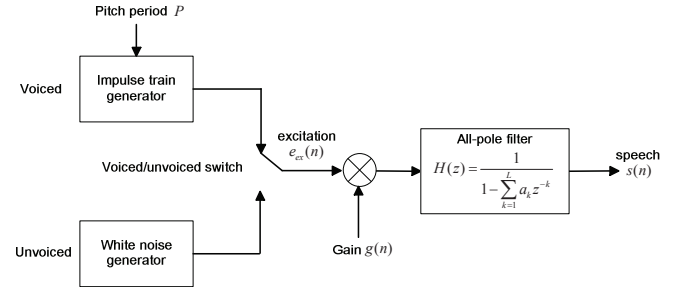 Pitch period P
Voiced
Impulse train
generator
excitation
e_ex(n)
Voiced/unvoiced switch
All-pole filter
H(z) = 1 / (1 − ∑_{k=1}^{L} a_k z^{-k})
speech
s(n)
Unvoiced
White noise
generator
Gain g(n)